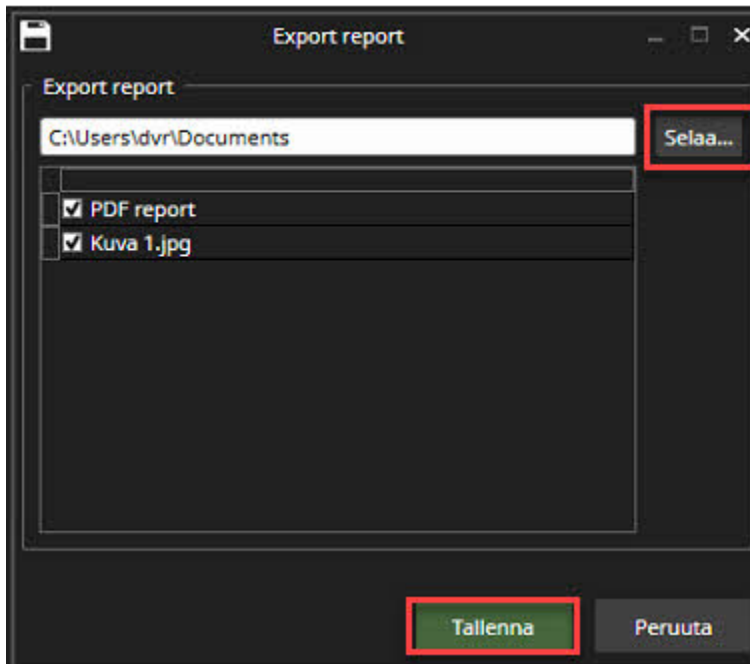 Export report
Export report
C:\Users\dvr\Documents
Selaa...
PDF report
Kuva 1.jpg
Tallenna
Peruuta